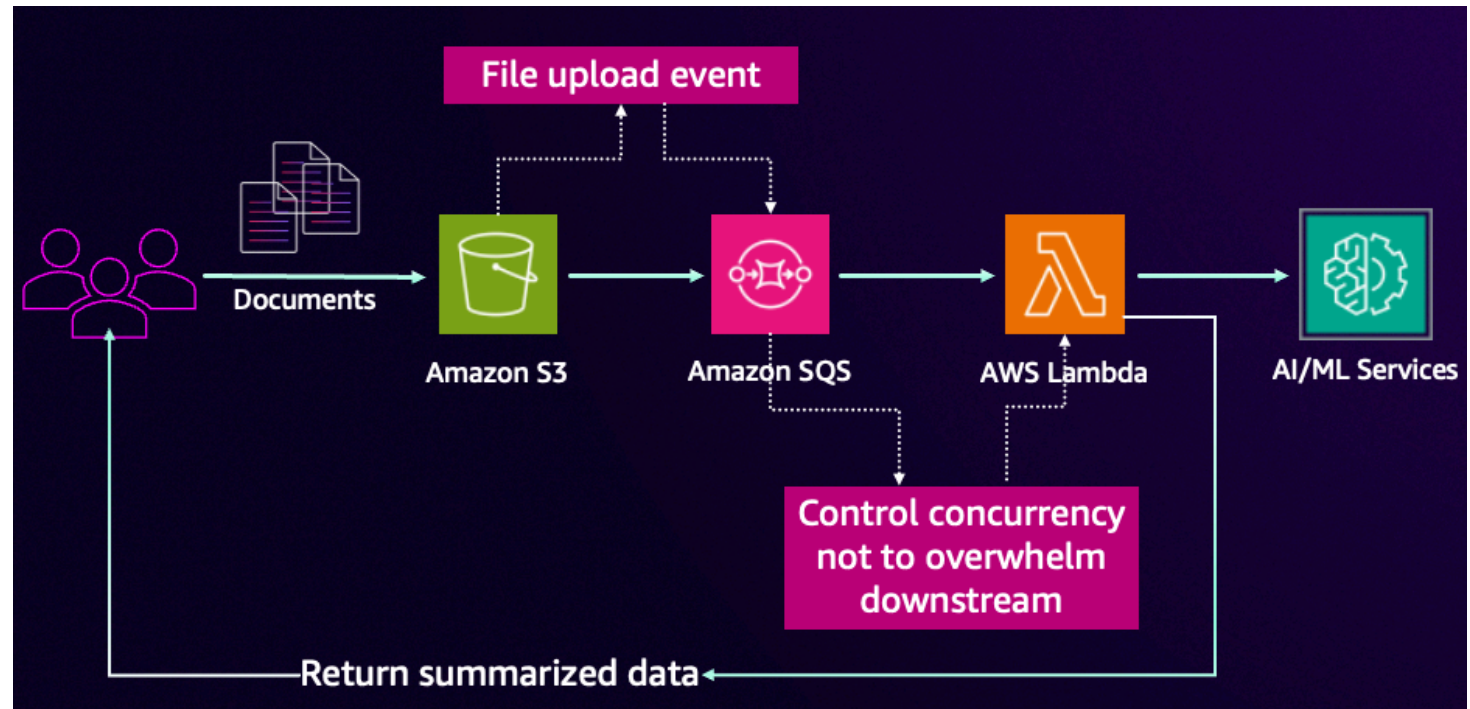 File upload event
Documents
Amazon S3
Amazon SQS
AWS Lambda
AI/ML Services
Control concurrency
not to overwhelm
downstream
Return summarized data